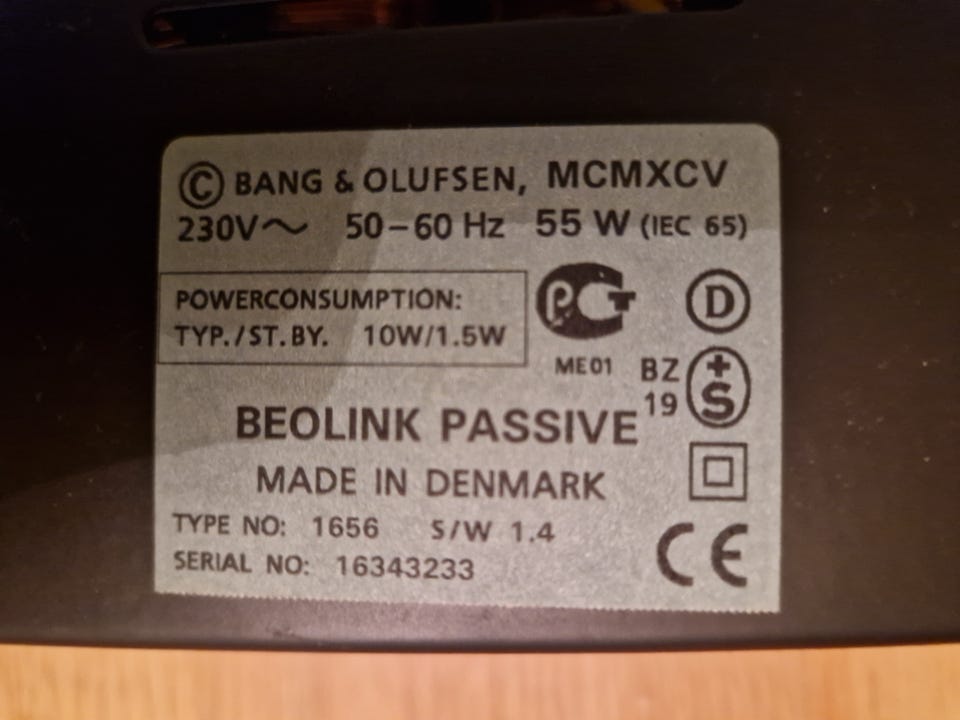 © BANG & OLUFSEN, MCMXCV
230V~ 50-60 Hz 55 W (IEC 65)
POWERCONSUMPTION:
TYP./ST.BY. 10W/1.5W
PCT
ME01
D
BZ
19
+S
BEOLINK PASSIVE
MADE IN DENMARK
TYPE NO: 1656 S/W 1.4
SERIAL NO: 16343233
CE